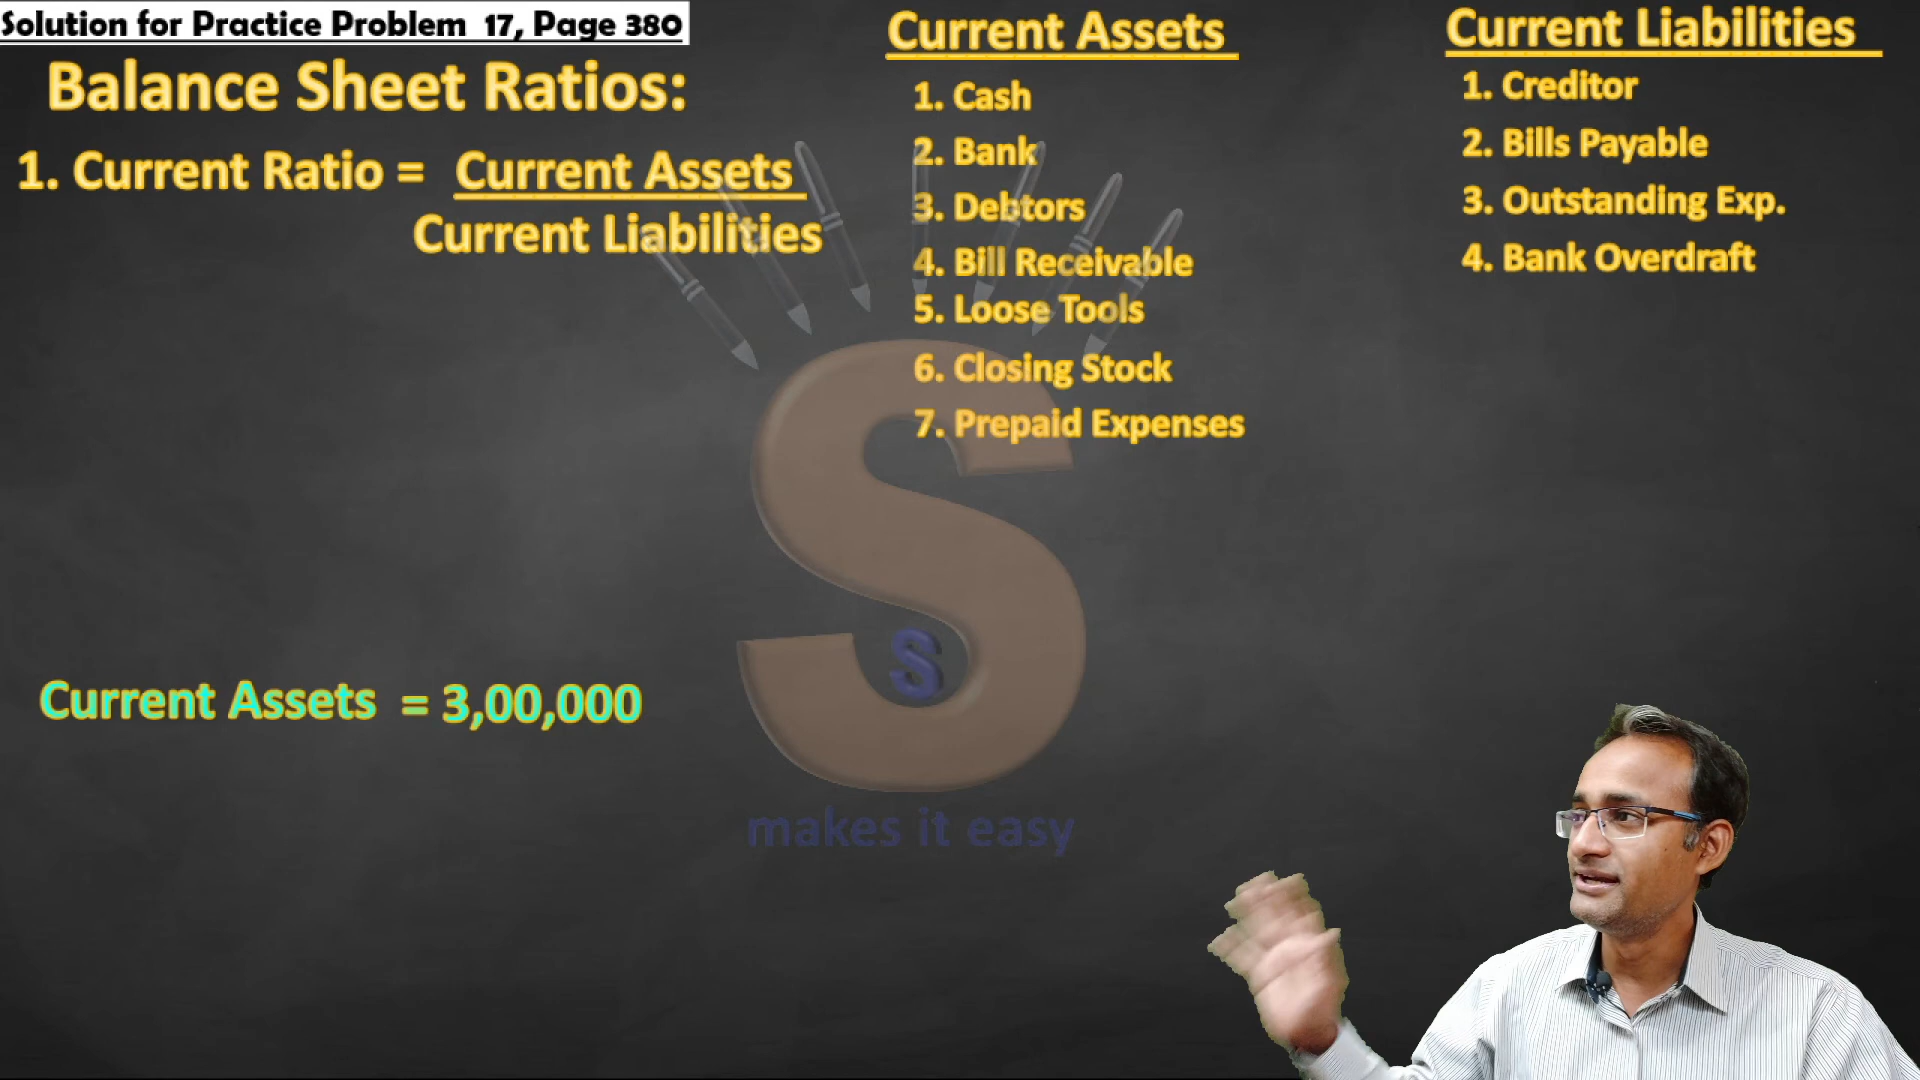 Solution for Practice Problem 17, Page 380
Balance Sheet Ratios:
1. Current Ratio = Current Assets
Current Liabilities
Current Assets
1. Cash
2. Bank
3. Debtors
4. Bill Receivable
5. Loose Tools
6. Closing Stock
7. Prepaid Expenses
Current Liabilities
1. Creditor
2. Bills Payable
3. Outstanding Exp.
4. Bank Overdraft
Current Assets = 3,00,000
S
S
makes it easy